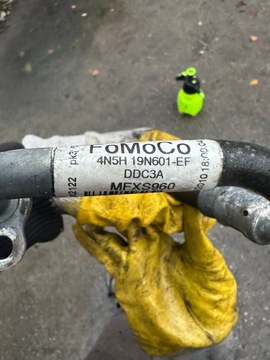 FoMoCo
4N5H 19N601-EF
DDC3A
MFXS960